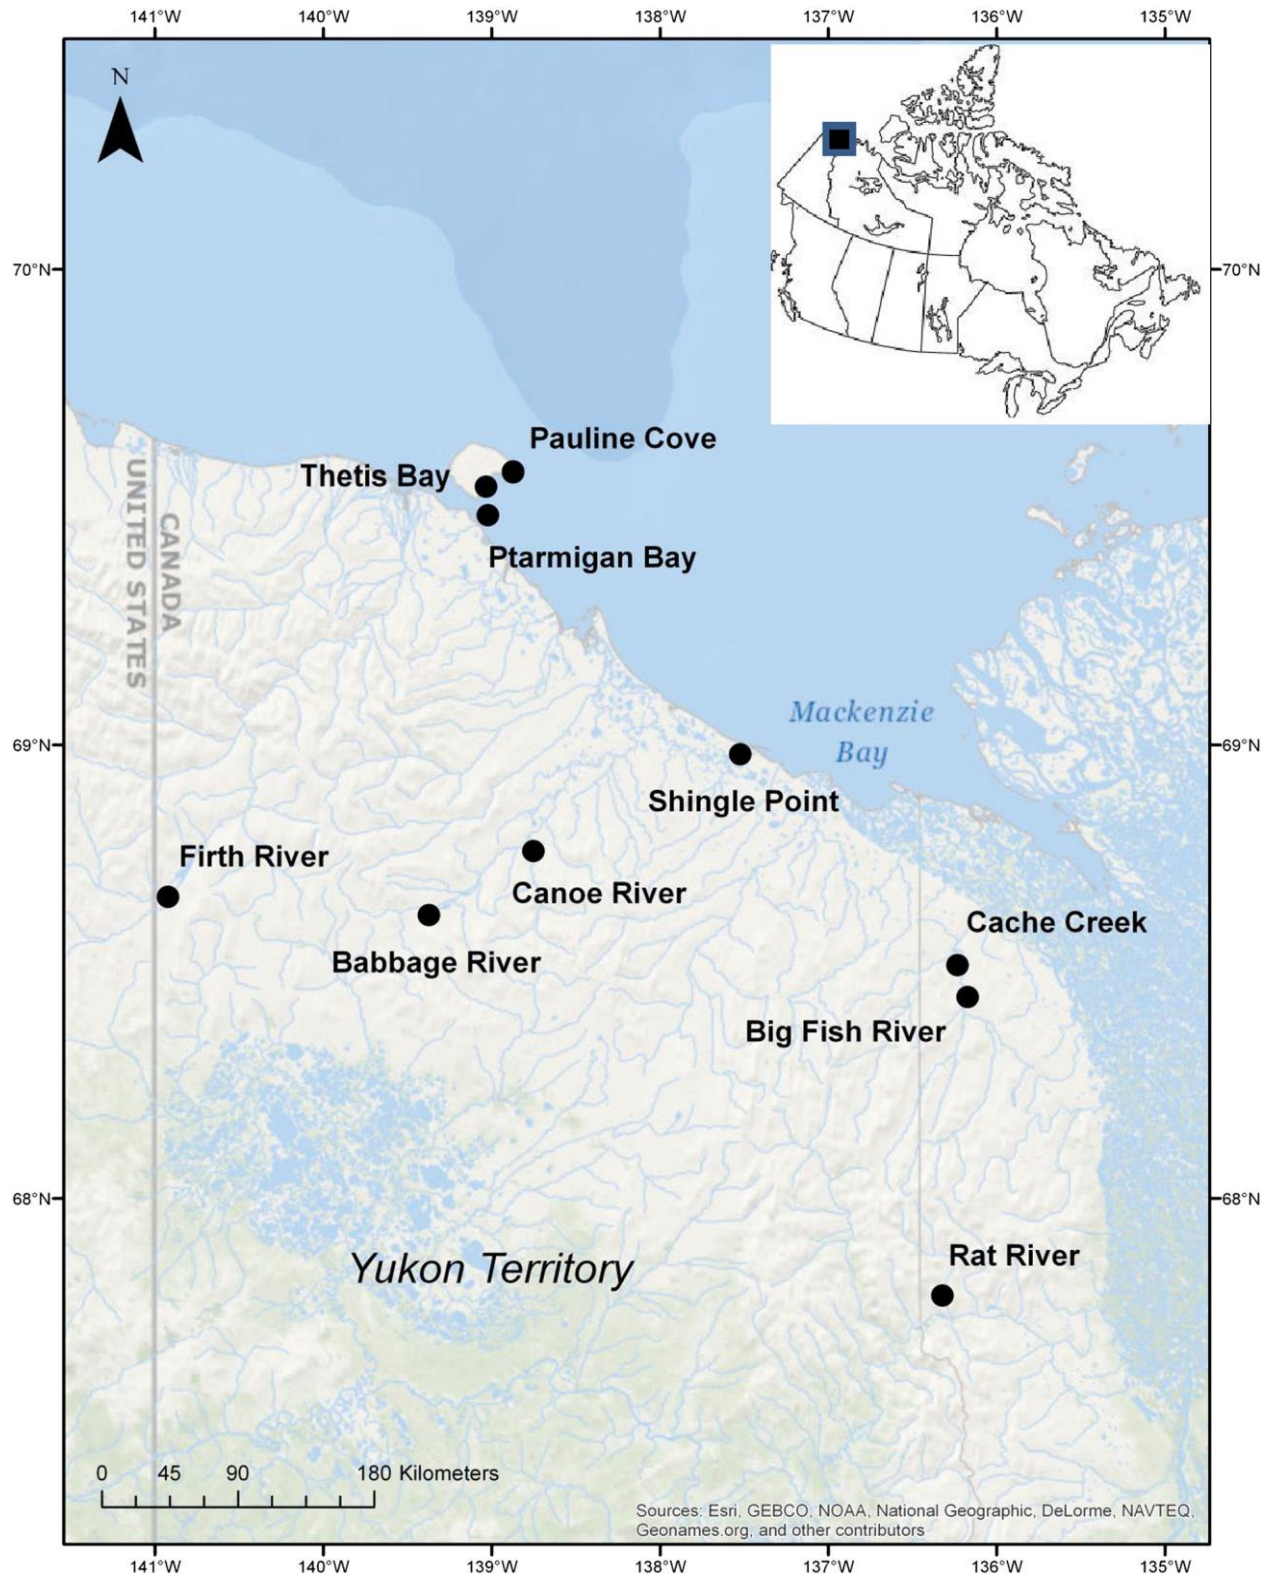 141°W 140°W 139°W 138°W 137°W 136°W 135°W
N
70°N 70°N
Pauline Cove
Thetis Bay
Ptarmigan Bay
CANADA
UNITED STATES
Mackenzie
Bay
69°N 69°N
Shingle Point
Firth River
Canoe River
Cache Creek
Babbage River
Big Fish River
68°N 68°N
Rat River
Yukon Territory
0 45 90 180 Kilometers
Sources: Esri, GEBCO, NOAA, National Geographic, DeLorme, NAVTEQ,
Geonames.org, and other contributors
141°W 140°W 139°W 138°W 137°W 136°W 135°W